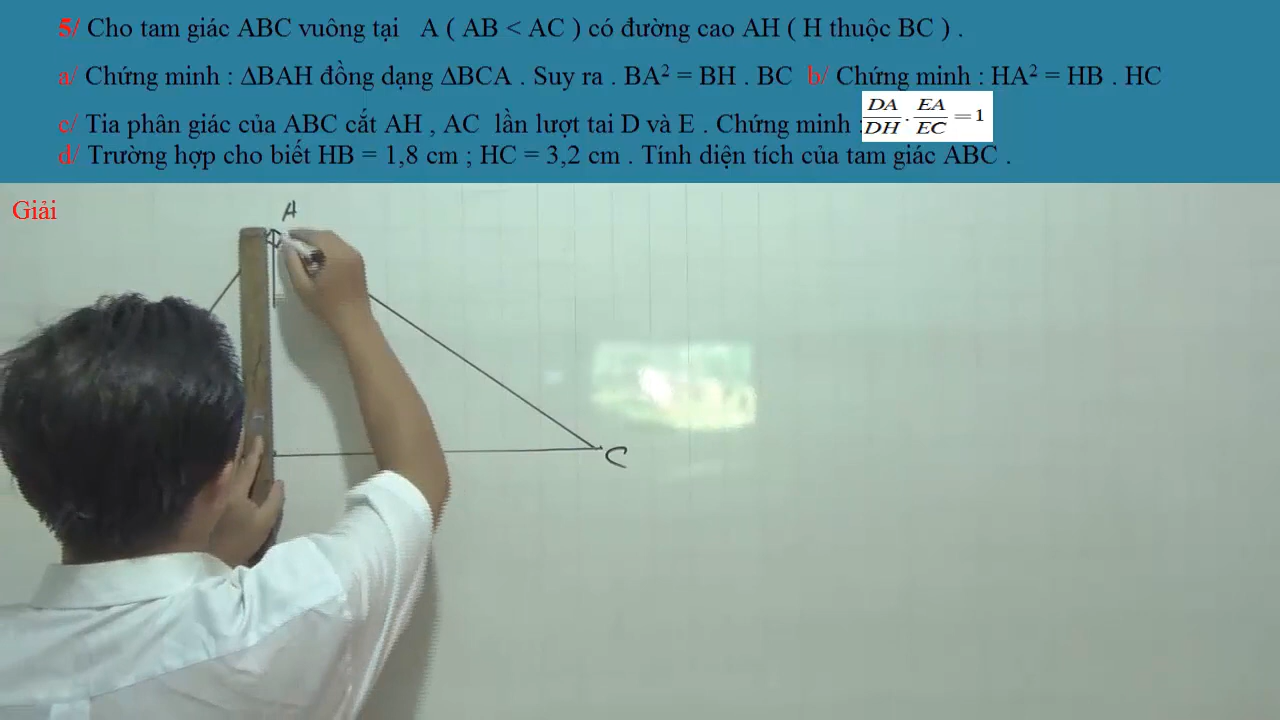 5/ Cho tam giác ABC vuông tại A ( AB < AC ) có đường cao AH ( H thuộc BC ) .
a/ Chứng minh : ΔBAH đồng dạng ΔBCA . Suy ra . BA² = BH . BC b/ Chứng minh : HA² = HB . HC
c/ Tia phân giác của ABC cắt AH , AC lần lượt tai D và E . Chứng minh : DA/DH . EA/EC = 1
d/ Trường hợp cho biết HB = 1,8 cm ; HC = 3,2 cm . Tính diện tích của tam giác ABC .
Giải
A
C